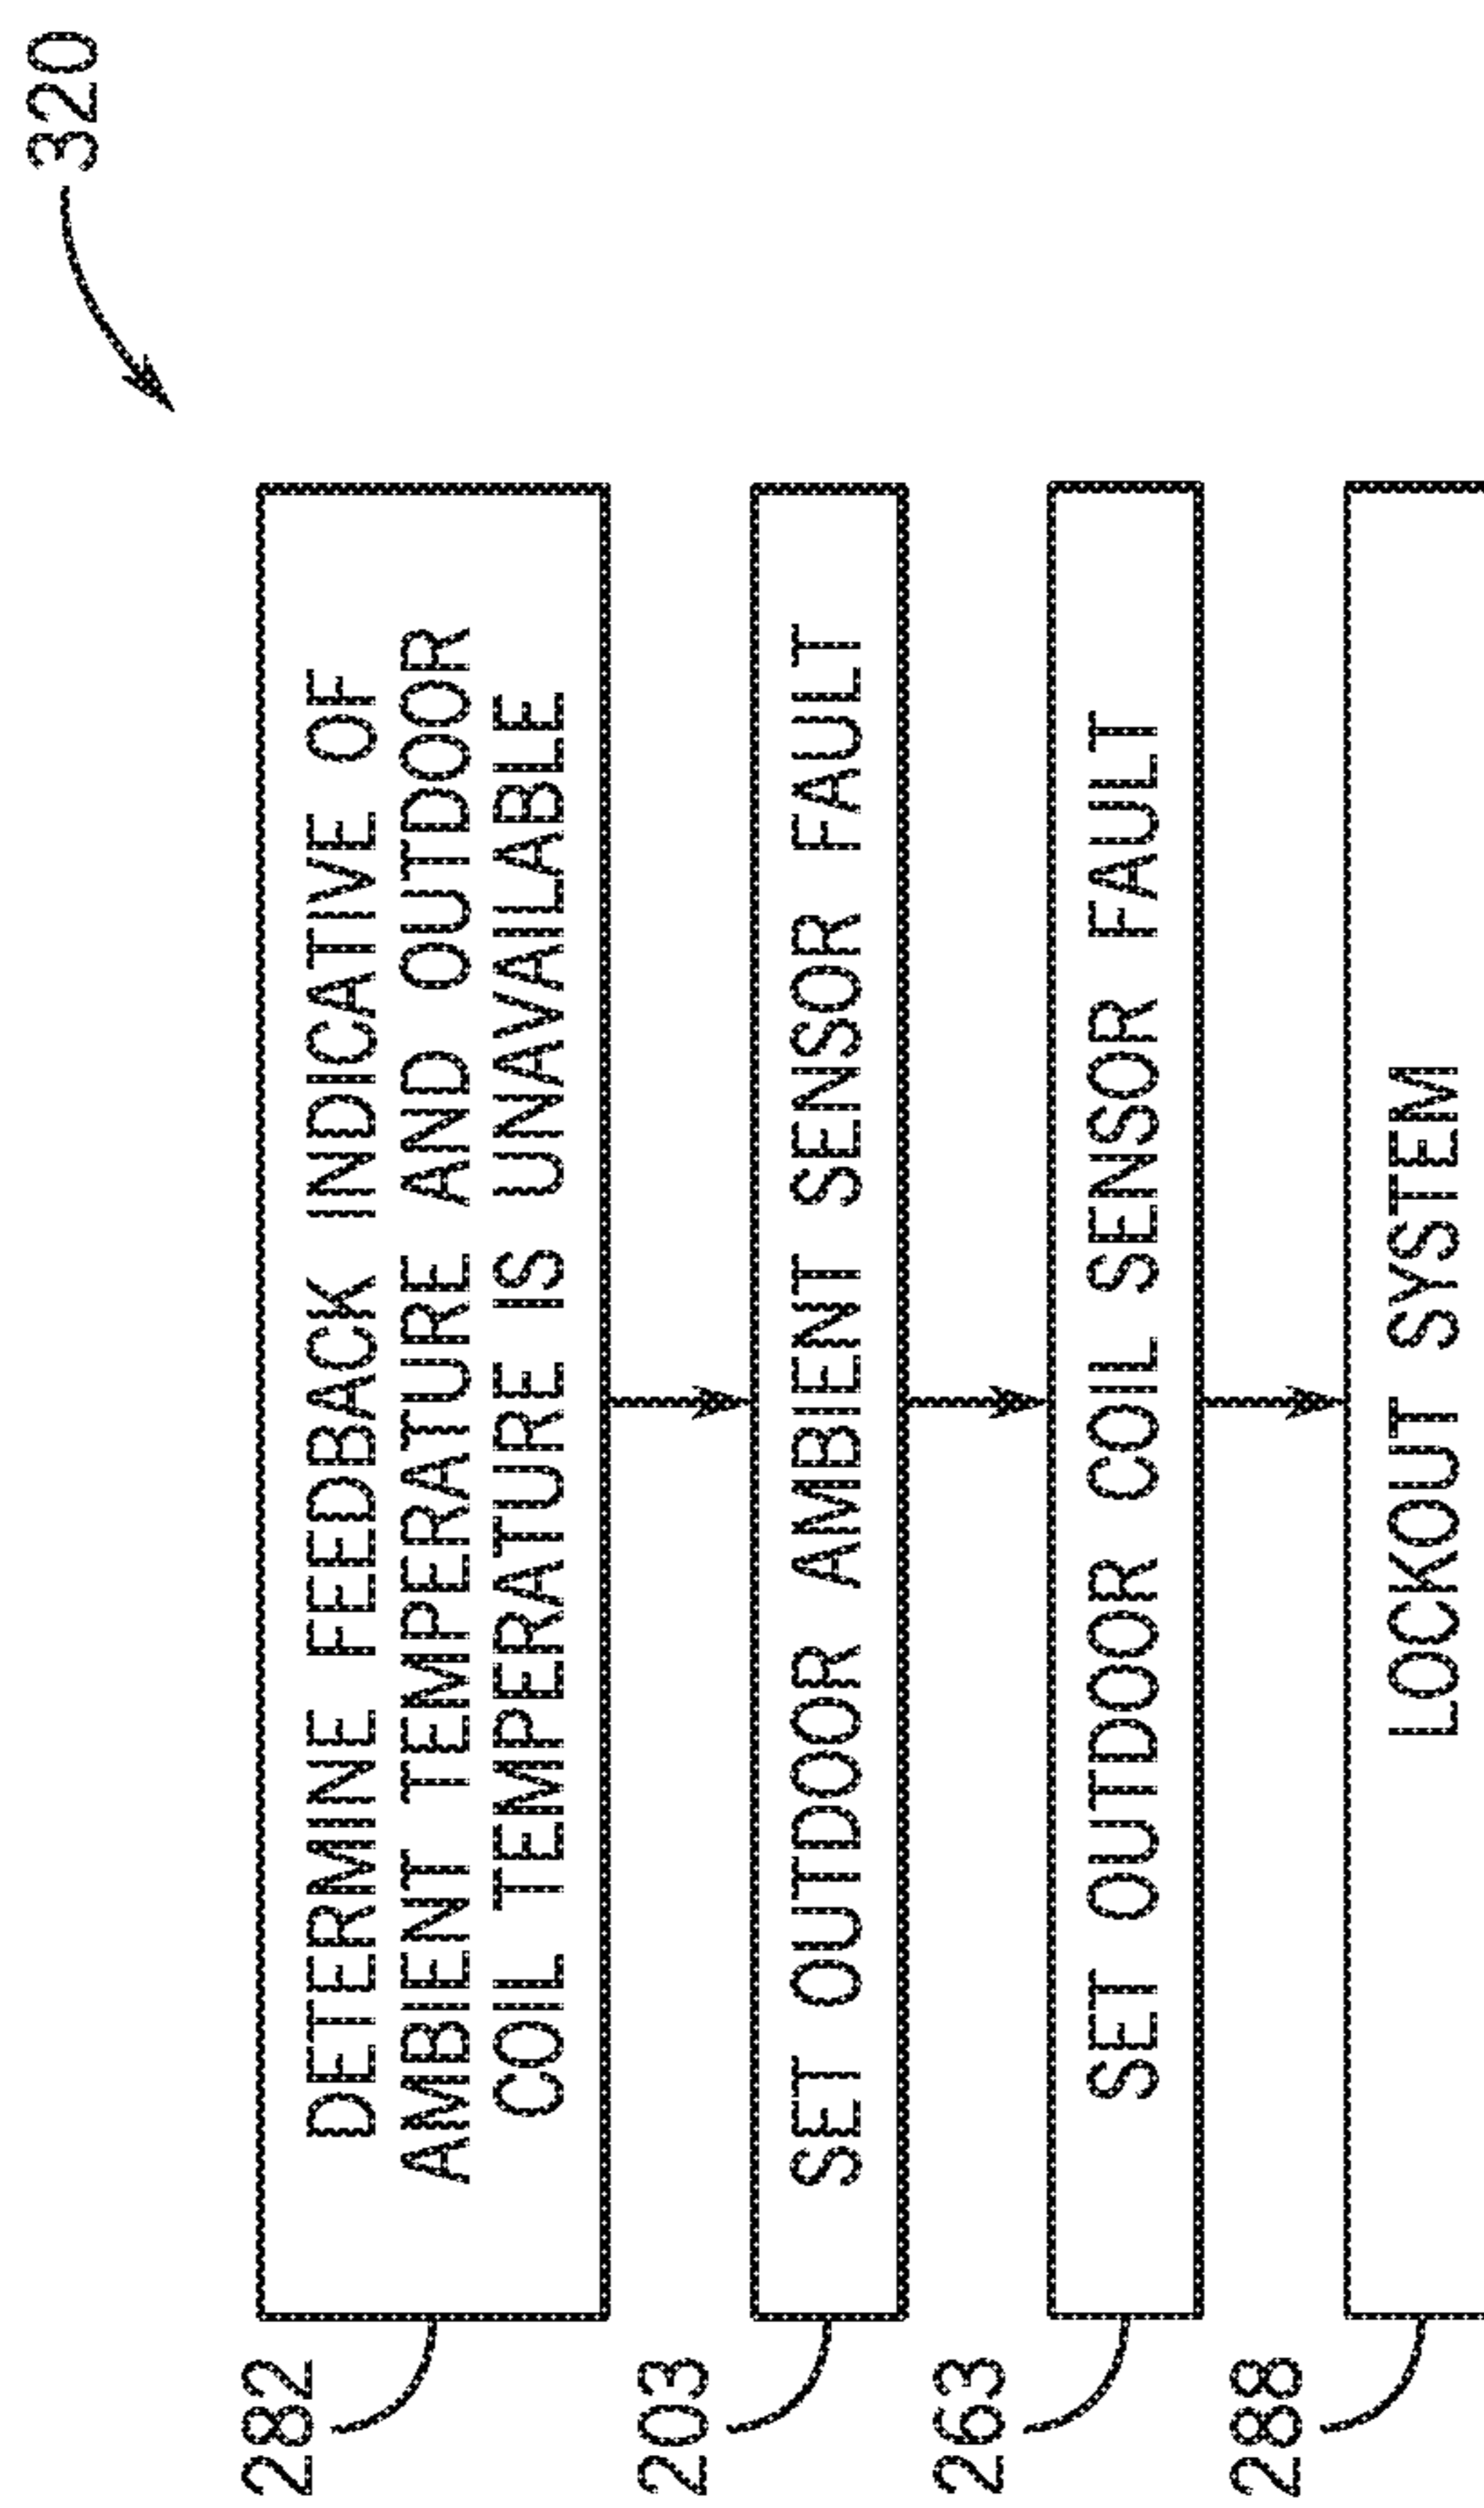 320
282
DETERMINE FEEDBACK INDICATIVE OF
AMBIENT TEMPERATURE AND OUTDOOR
COIL TEMPERATURE IS UNAVAILABLE
203
SET OUTDOOR AMBIENT SENSOR FAULT
263
SET OUTDOOR COIL SENSOR FAULT
288
LOCKOUT SYSTEM